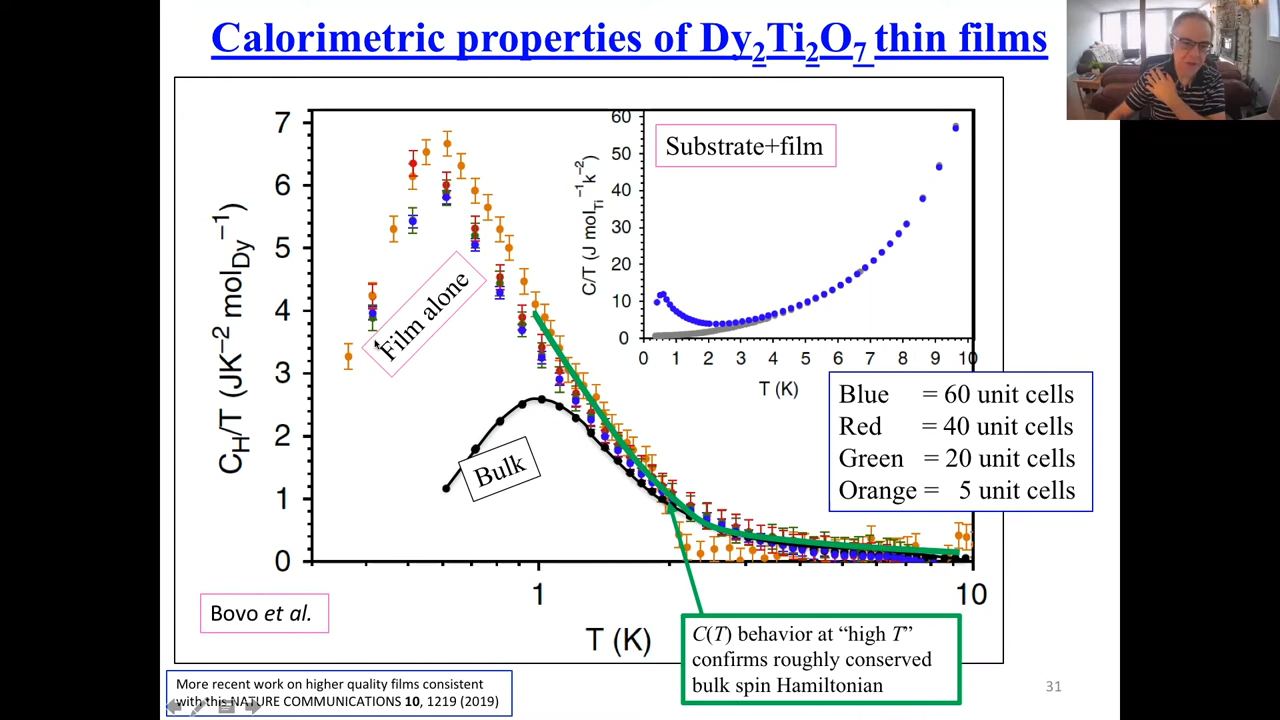 Calorimetric properties of Dy2Ti2O7 thin films
7
6
5
4
3
2
1
0
C_H/T (JK⁻² mol_Dy⁻¹)
1
10
T (K)
Film alone
Bulk
Substrate+film
60
50
40
30
20
10
0
C/T (J mol_Ti⁻¹k⁻²)
0 1 2 3 4 5 6 7 8 9 10
T (K)
Blue = 60 unit cells
Red = 40 unit cells
Green = 20 unit cells
Orange = 5 unit cells
Bovo et al.
C(T) behavior at “high T”
confirms roughly conserved
bulk spin Hamiltonian
More recent work on higher quality films consistent
with this NATURE COMMUNICATIONS 10, 1219 (2019)
31